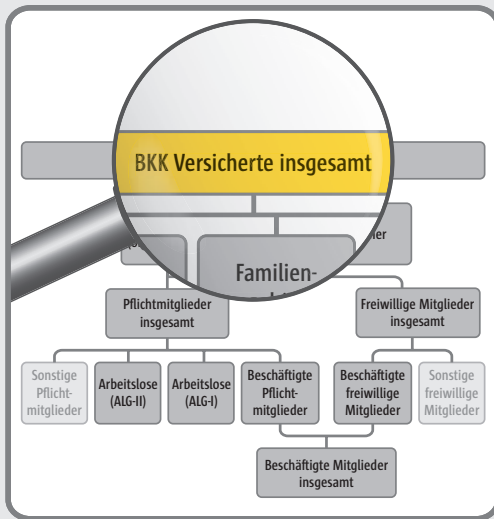 BKK Versicherte insgesamt
Familien-
Pflichtmitglieder
insgesamt
Freiwillige Mitglieder
insgesamt
Sonstige
Pflicht-
mitglieder
Arbeitslose
(ALG-II)
Arbeitslose
(ALG-I)
Beschäftigte
Pflicht-
mitglieder
Beschäftigte
freiwillige
Mitglieder
Sonstige
freiwillige
Mitglieder
Beschäftigte Mitglieder
insgesamt